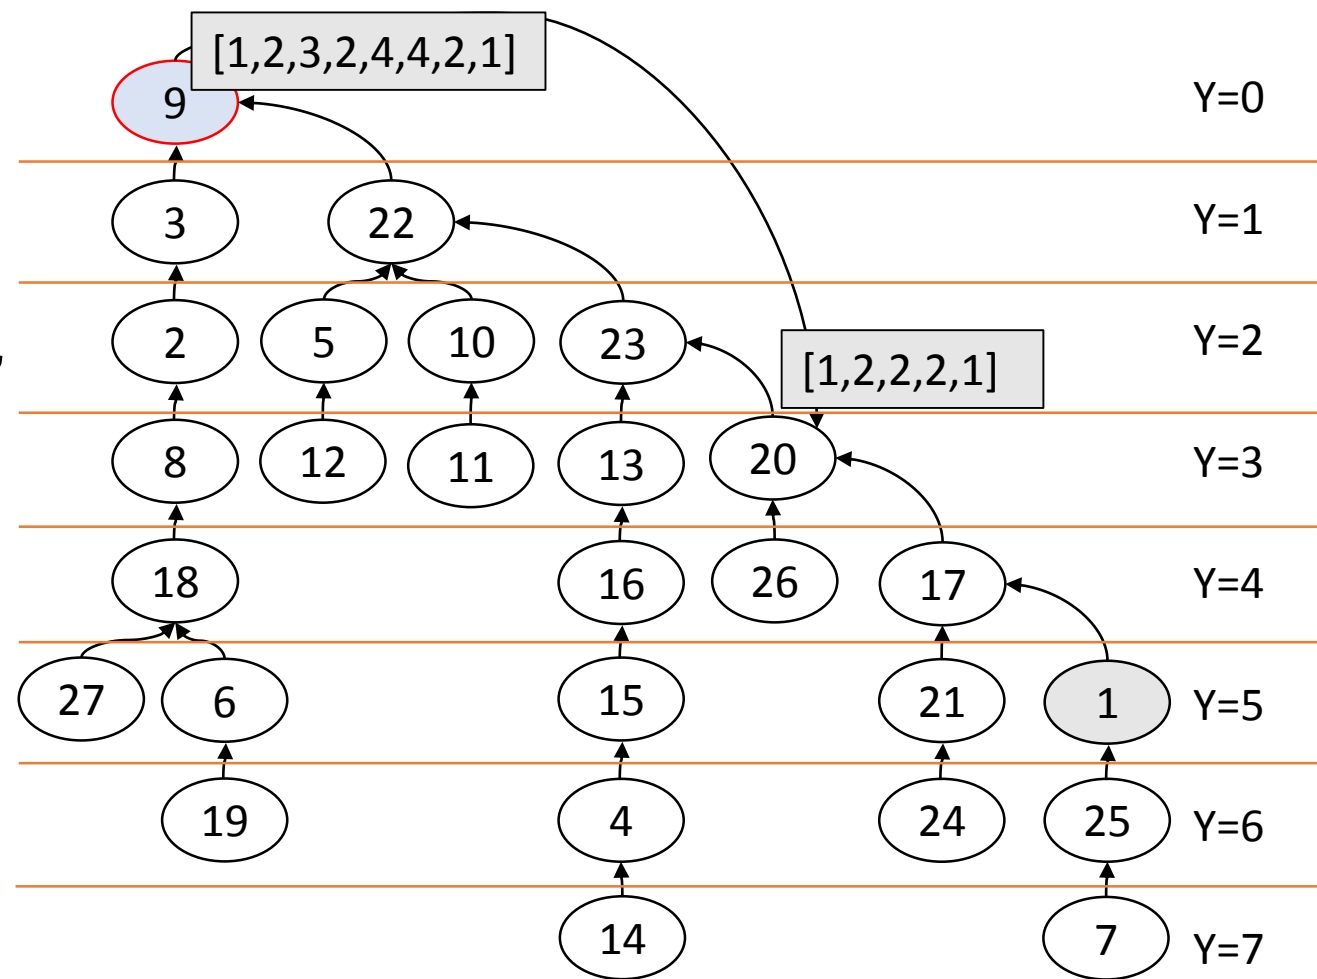 [1,2,3,2,4,4,2,1]
9 Y=0
3 22 Y=1
2 5 10 23 Y=2
[1,2,2,2,1]
8 12 11 13 20 Y=3
18 16 26 17 Y=4
27 6 15 21 1 Y=5
19 4 24 25 Y=6
14 7 Y=7